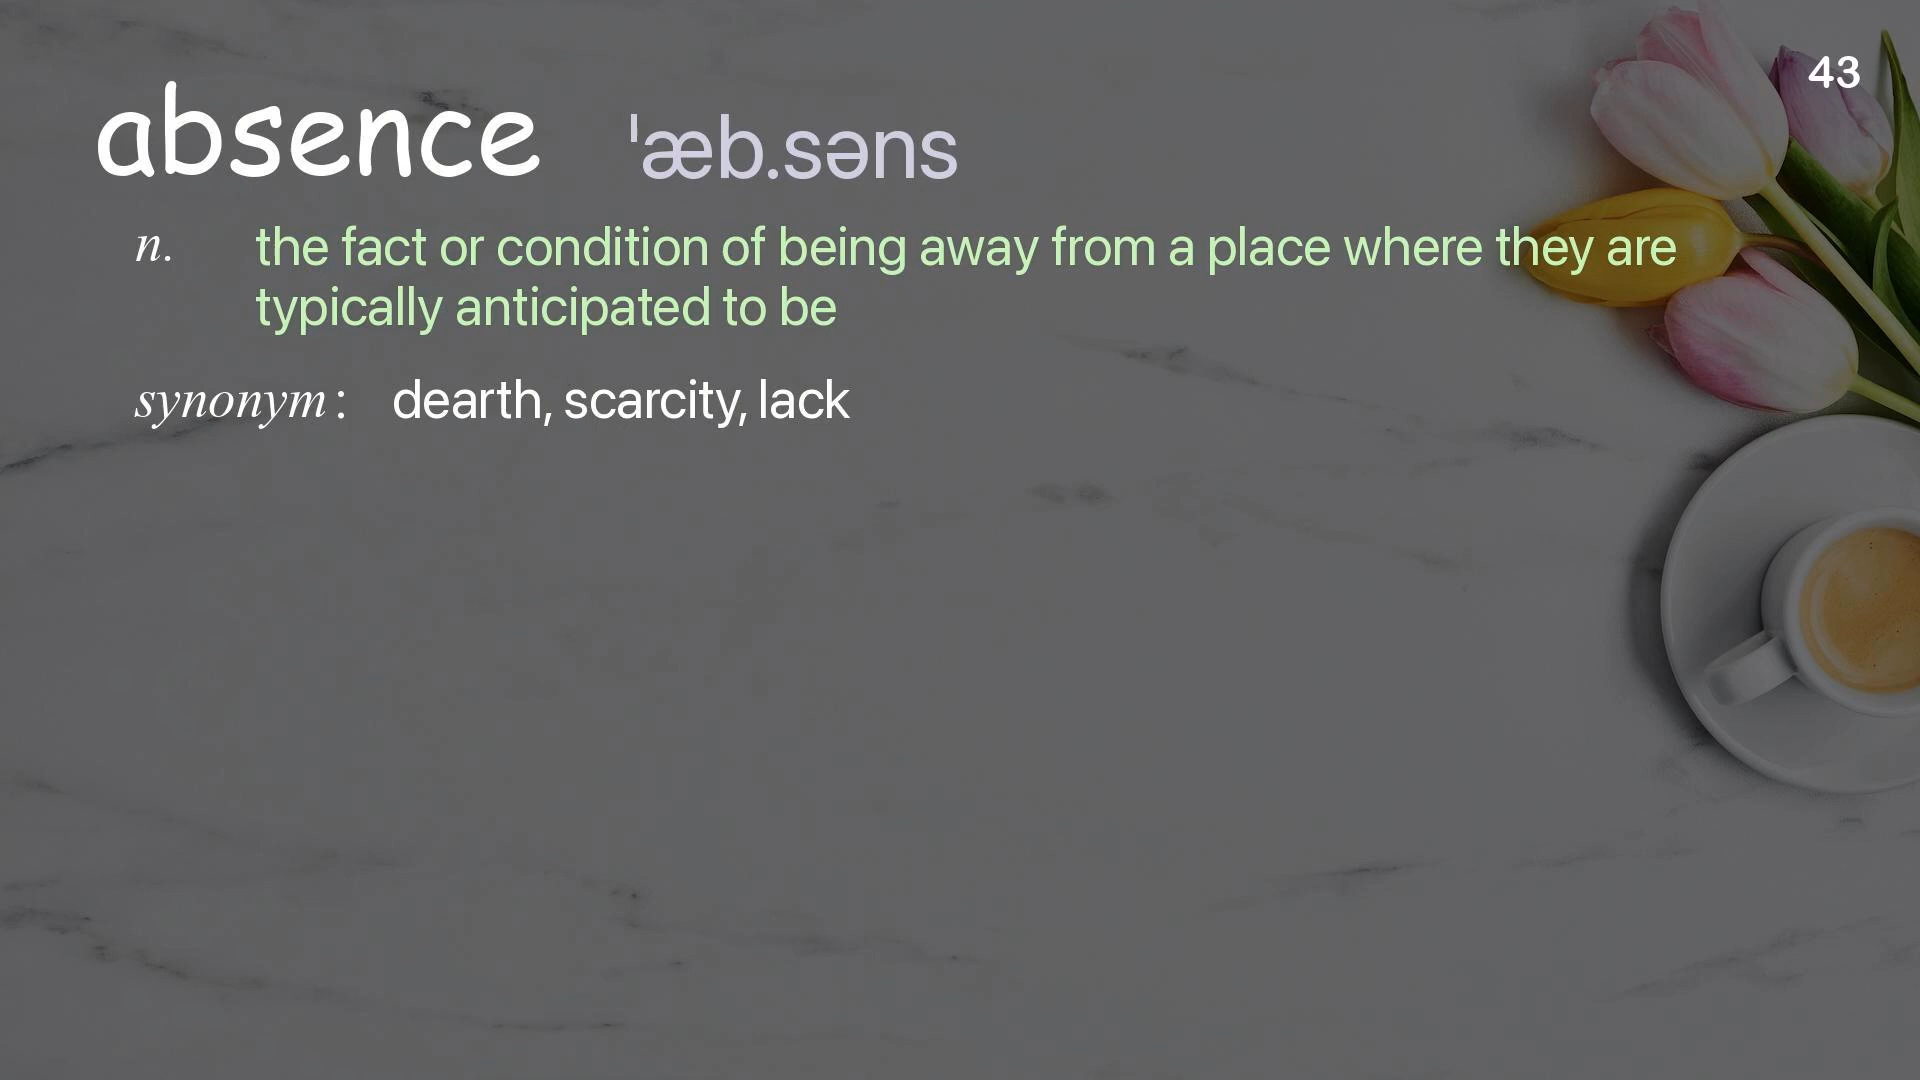 43
absence ˈæb.səns
n. the fact or condition of being away from a place where they are
typically anticipated to be
synonym: dearth, scarcity, lack